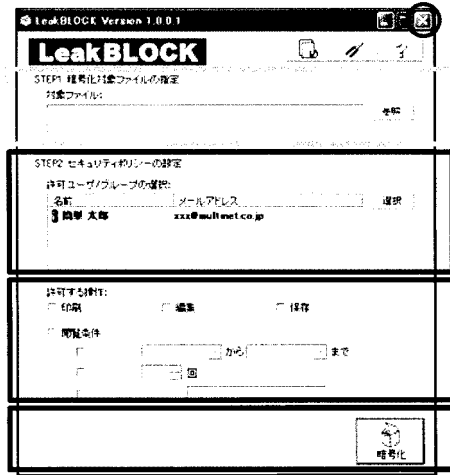 LeakBLOCK Version 1.0.0.1
LeakBLOCK
STEP1 暗号化対象ファイルの指定
対象ファイル:
参照
STEP2 セキュリティポリシーの設定
許可ユーザ/グループの選択:
名前 メールアドレス 選択
簡単 太郎 xxx@multinet.co.jp
許可する操作:
印刷 編集 保存
閲覧条件
から まで
回
暗号化